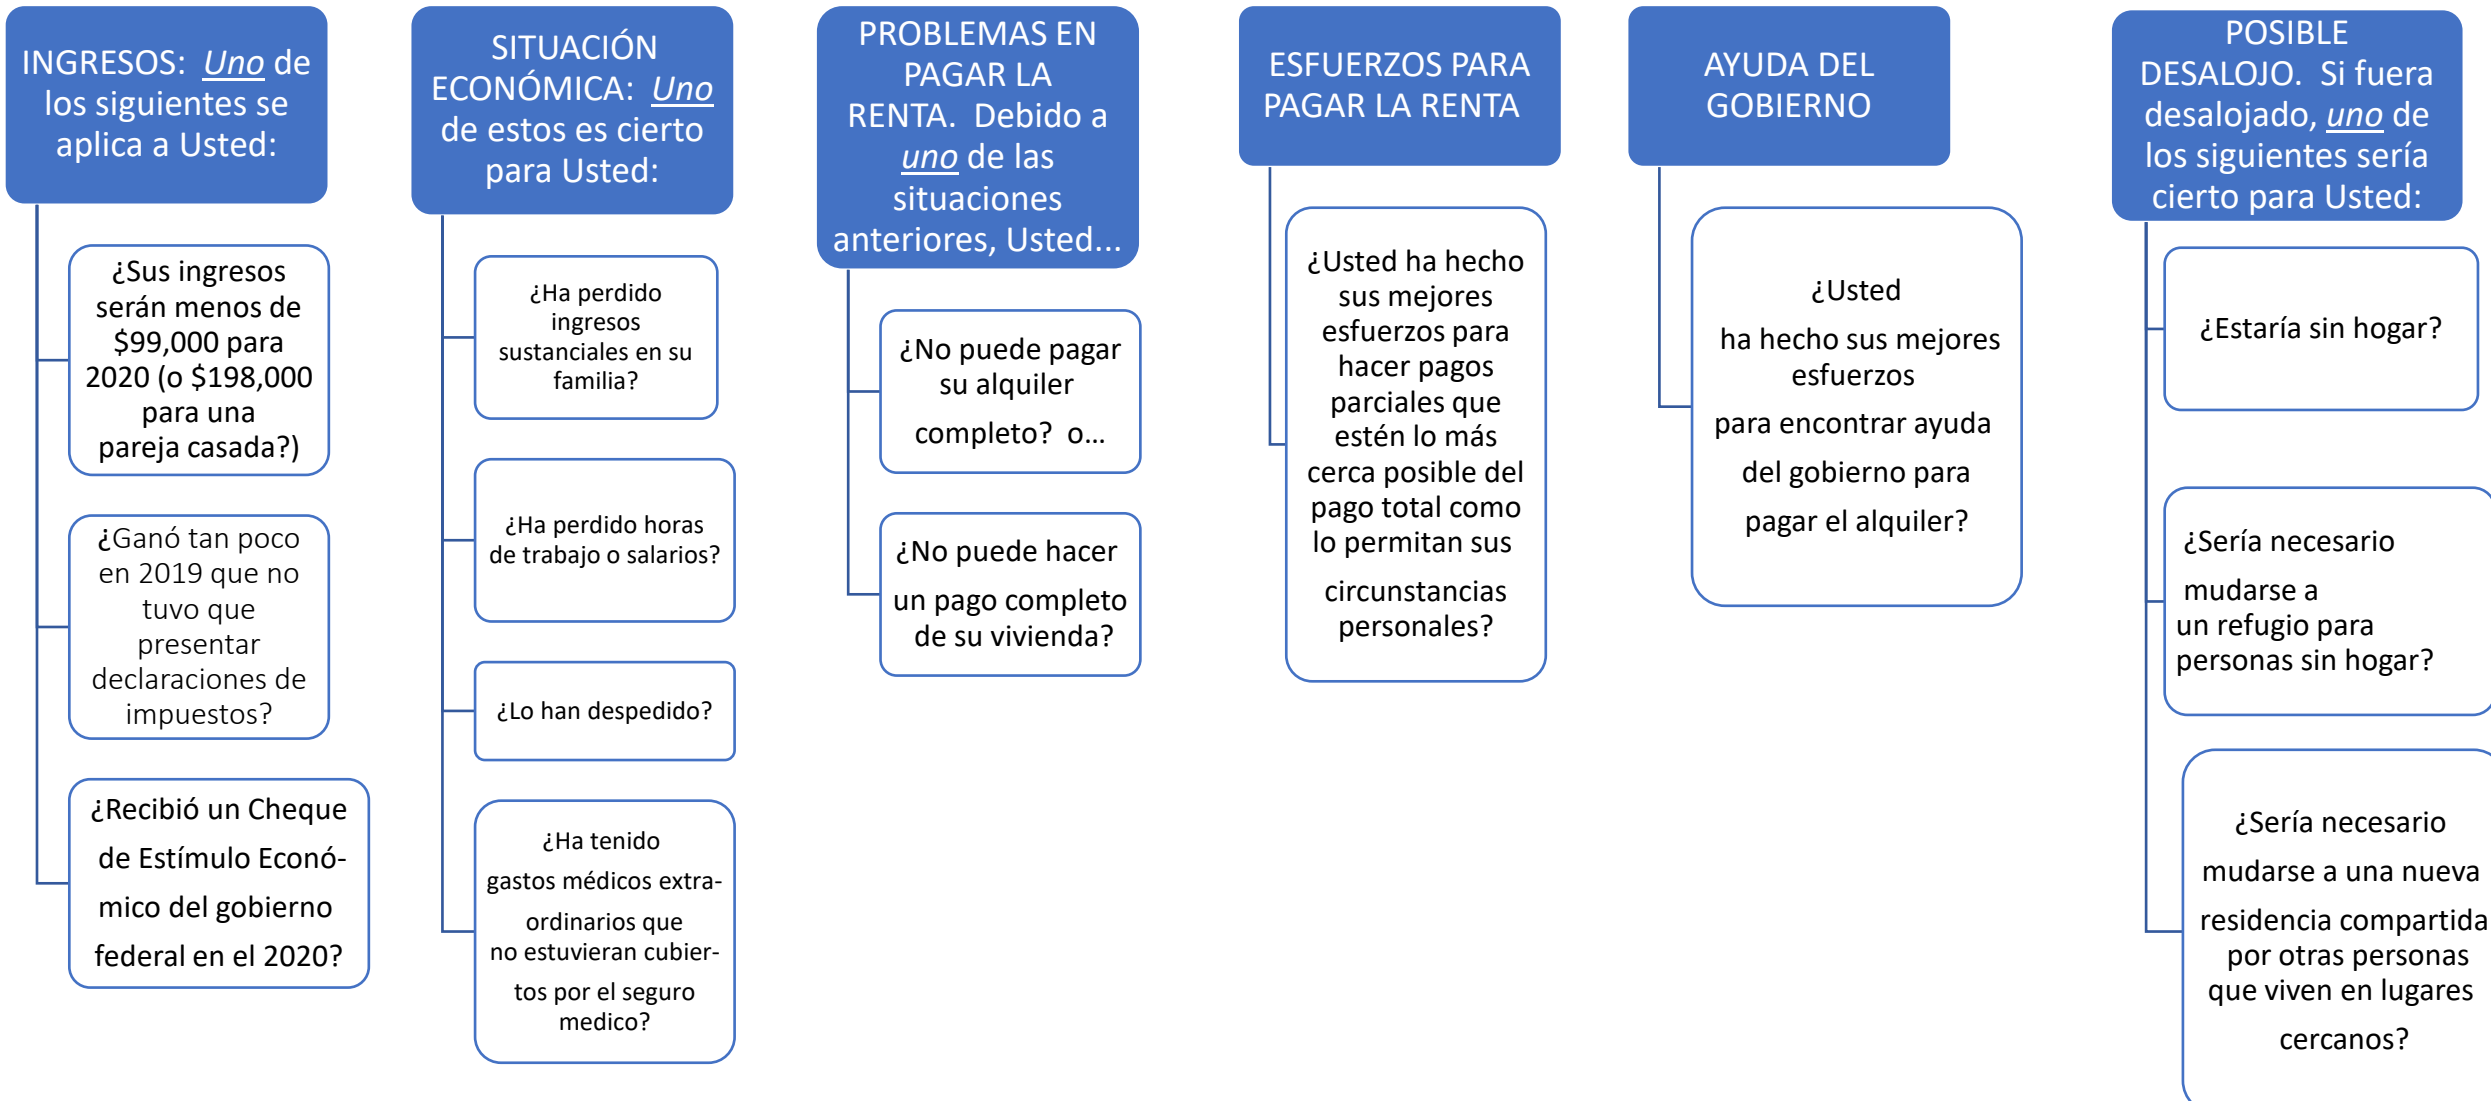 INGRESOS: Uno de
los siguientes se
aplica a Usted:
¿Sus ingresos
serán menos de
$99,000 para
2020 (o $198,000
para una
pareja casada?)
¿Ganó tan poco
en 2019 que no
tuvo que
presentar
declaraciones de
impuestos?
¿Recibió un Cheque
de Estímulo Econó-
mico del gobierno
federal en el 2020?
SITUACIÓN
ECONÓMICA: Uno
de estos es cierto
para Usted:
¿Ha perdido
ingresos
sustanciales en su
familia?
¿Ha perdido horas
de trabajo o salarios?
¿Lo han despedido?
¿Ha tenido
gastos médicos extra-
ordinarios que
no estuvieran cubier-
tos por el seguro
medico?
PROBLEMAS EN
PAGAR LA
RENTA. Debido a
uno de las
situaciones
anteriores, Usted...
¿No puede pagar
su alquiler
completo? o...
¿No puede hacer
un pago completo
de su vivienda?
ESFUERZOS PARA
PAGAR LA RENTA
¿Usted ha hecho
sus mejores
esfuerzos para
hacer pagos
parciales que
estén lo más
cerca posible del
pago total como
lo permitan sus
circunstancias
personales?
AYUDA DEL
GOBIERNO
¿Usted
ha hecho sus mejores
esfuerzos
para encontrar ayuda
del gobierno para
pagar el alquiler?
POSIBLE
DESALOJO. Si fuera
desalojado, uno de
los siguientes sería
cierto para Usted:
¿Estaría sin hogar?
¿Sería necesario
mudarse a
un refugio para
personas sin hogar?
¿Sería necesario
mudarse a una nueva
residencia compartida
por otras personas
que viven en lugares
cercanos?